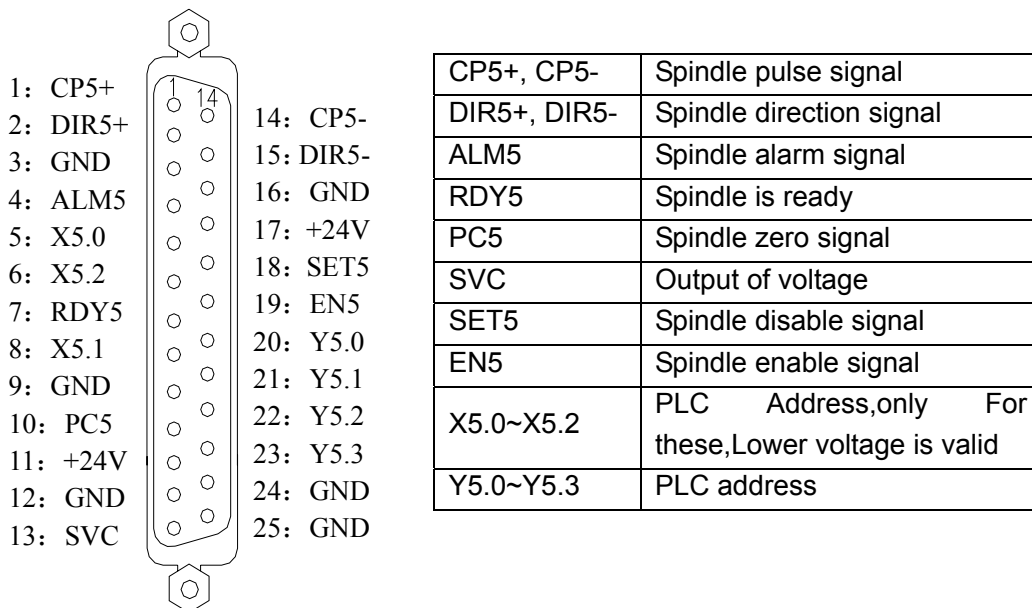 1: CP5+
2: DIR5+
3: GND
4: ALM5
5: X5.0
6: X5.2
7: RDY5
8: X5.1
9: GND
10: PC5
11: +24V
12: GND
13: SVC
1
14
14: CP5-
15: DIR5-
16: GND
17: +24V
18: SET5
19: EN5
20: Y5.0
21: Y5.1
22: Y5.2
23: Y5.3
24: GND
25: GND
CP5+, CP5- Spindle pulse signal
DIR5+, DIR5- Spindle direction signal
ALM5 Spindle alarm signal
RDY5 Spindle is ready
PC5 Spindle zero signal
SVC Output of voltage
SET5 Spindle disable signal
EN5 Spindle enable signal
X5.0~X5.2 PLC Address,only For
these,Lower voltage is valid
Y5.0~Y5.3 PLC address